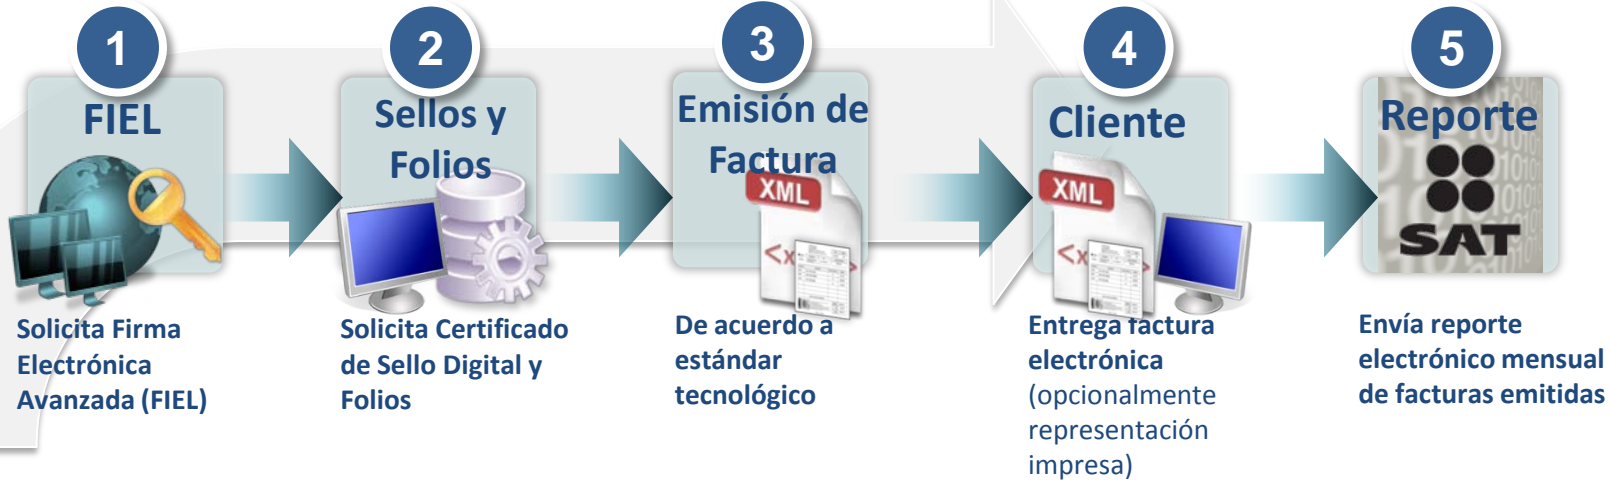 1
FIEL
Solicita Firma
Electrónica
Avanzada (FIEL)
2
Sellos y
Folios
Solicita Certificado
de Sello Digital y
Folios
3
Emisión de
Factura
XML
<x >
De acuerdo a
estándar
tecnológico
4
Cliente
XML
<x
Entrega factura
electrónica
(opcionalmente
representación
impresa)
5
Reporte
SAT
Envía reporte
electrónico mensual
de facturas emitidas